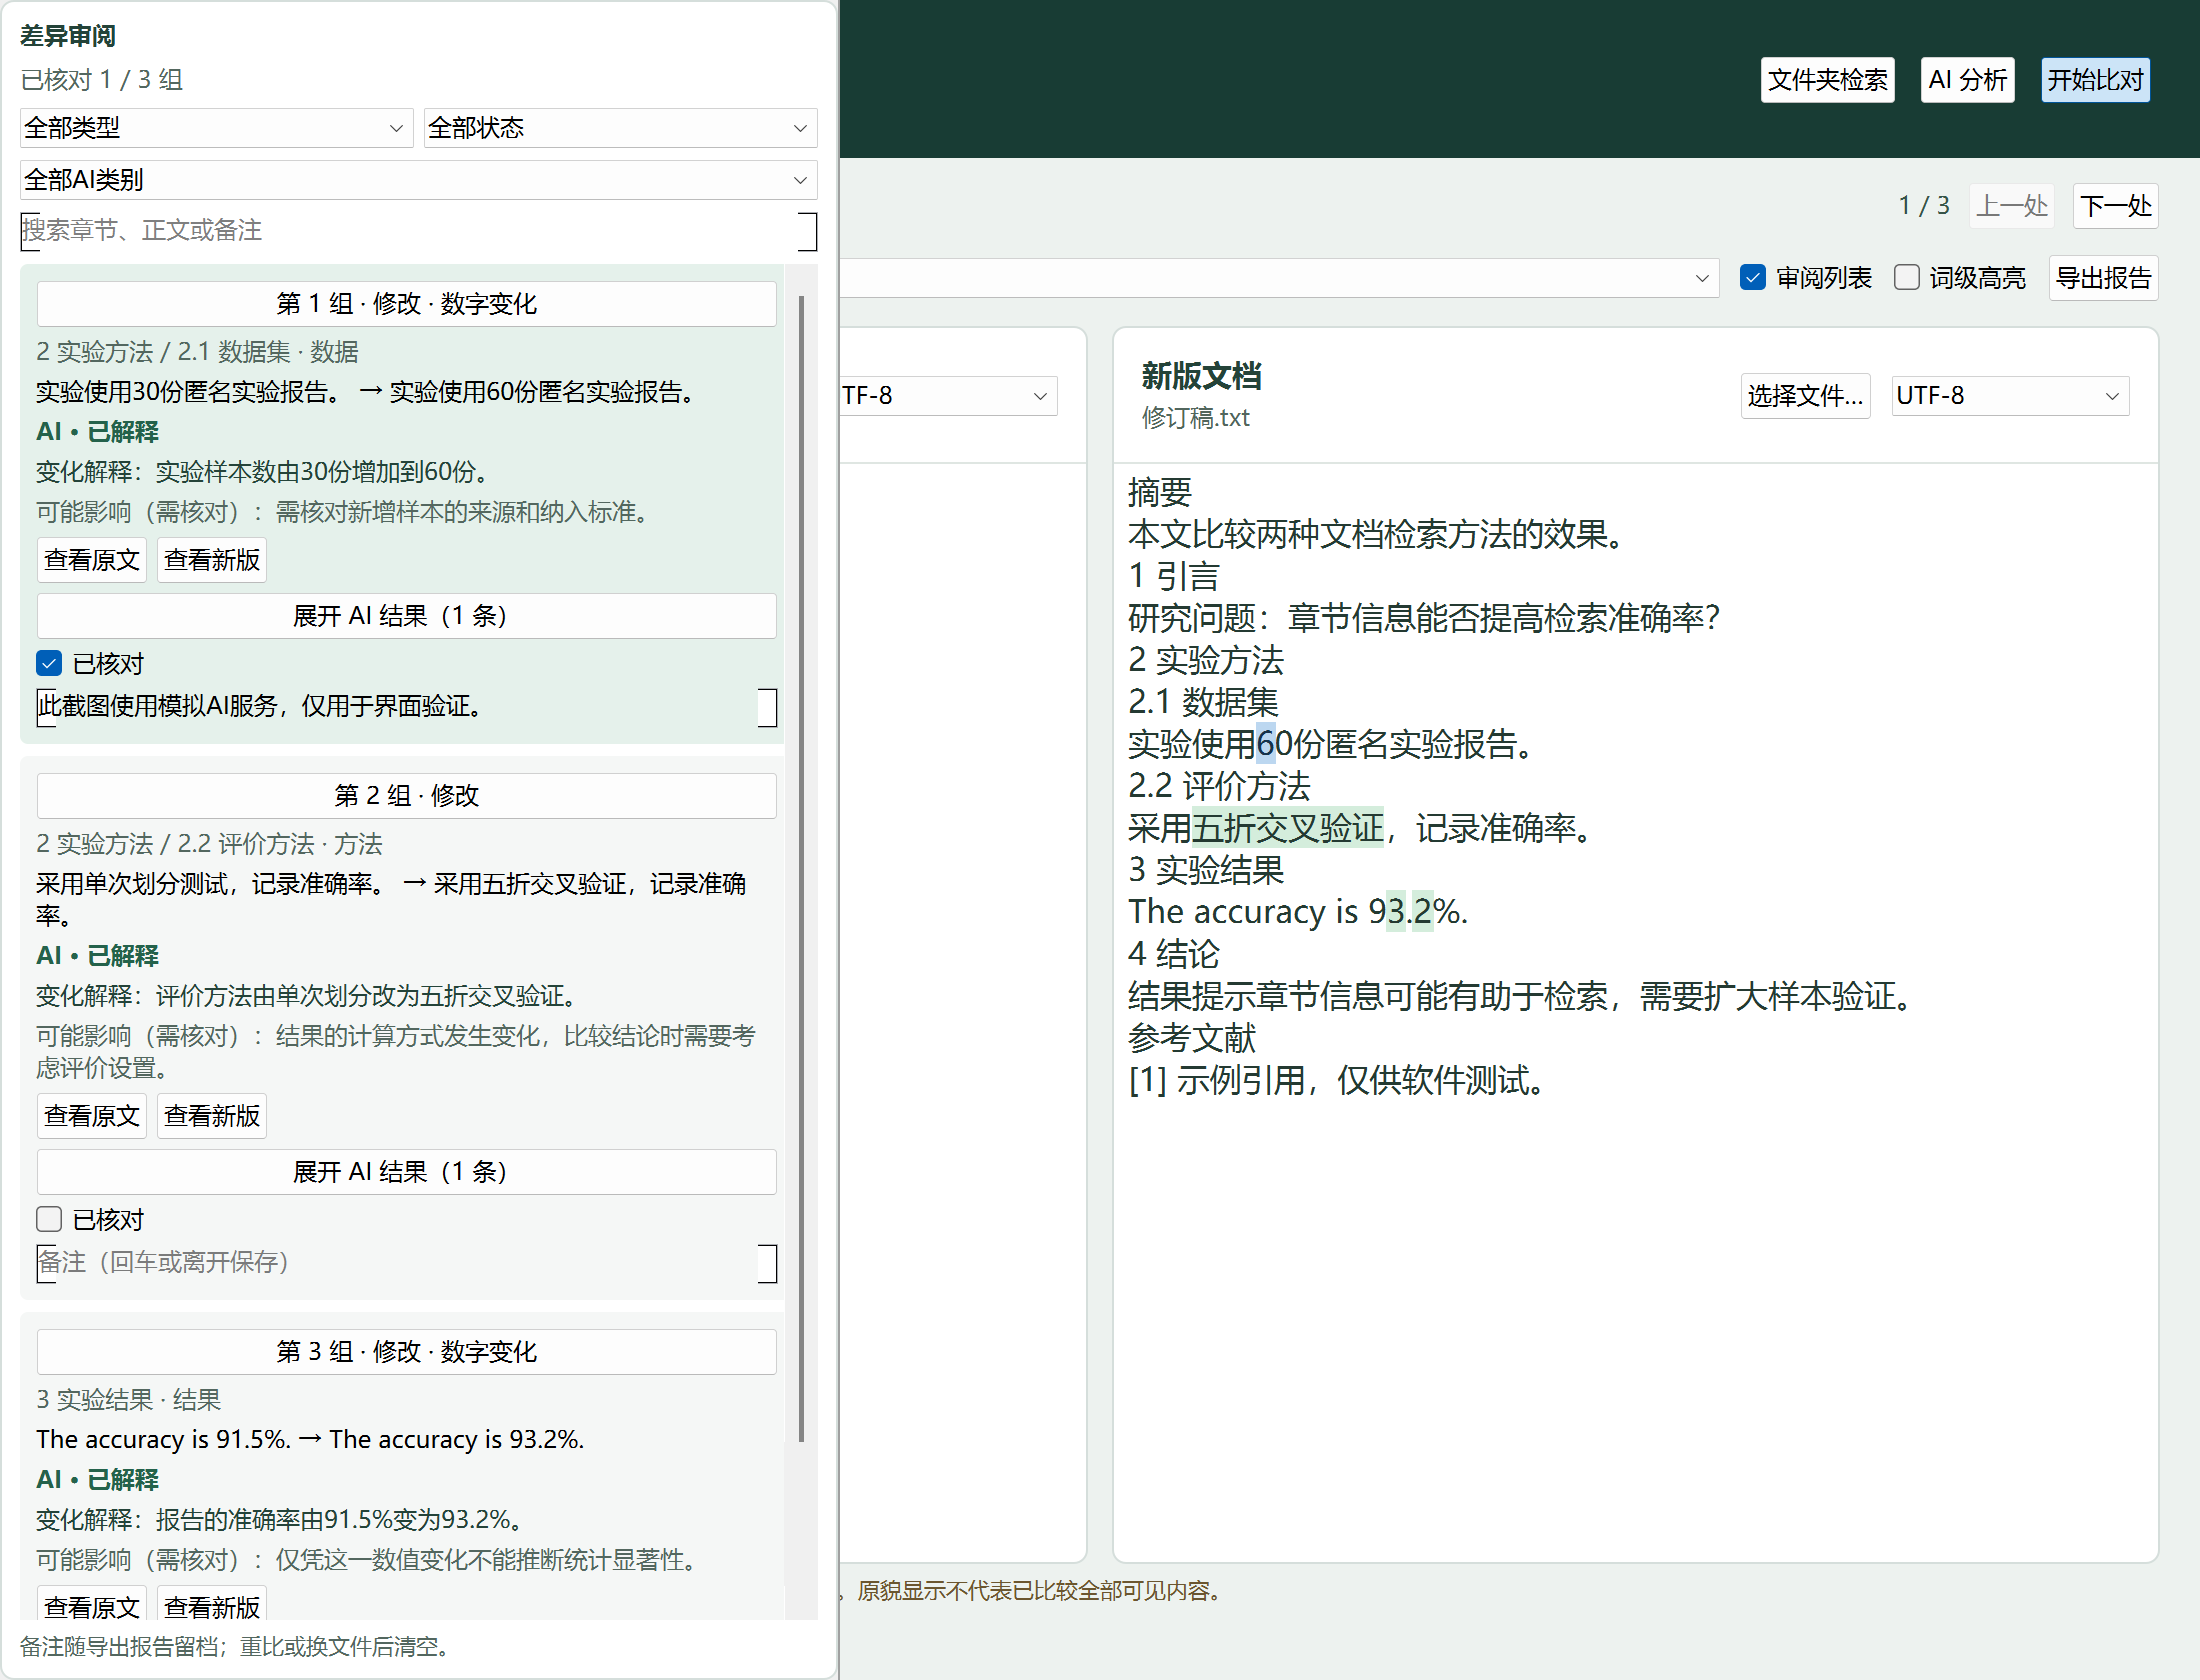 差异审阅
已核对 1 / 3 组
全部类型
全部状态
全部AI类别
搜索章节、正文或备注
第 1 组 · 修改 · 数字变化
2 实验方法 / 2.1 数据集 · 数据
实验使用30份匿名实验报告。 → 实验使用60份匿名实验报告。
AI · 已解释
变化解释：实验样本数由30份增加到60份。
可能影响（需核对）：需核对新增样本的来源和纳入标准。
查看原文 查看新版
展开 AI 结果（1 条）
已核对
此截图使用模拟AI服务，仅用于界面验证。
第 2 组 · 修改
2 实验方法 / 2.2 评价方法 · 方法
采用单次划分测试，记录准确率。 → 采用五折交叉验证，记录准确
率。
AI · 已解释
变化解释：评价方法由单次划分改为五折交叉验证。
可能影响（需核对）：结果的计算方式发生变化，比较结论时需要考
虑评价设置。
查看原文 查看新版
展开 AI 结果（1 条）
已核对
备注（回车或离开保存）
第 3 组 · 修改 · 数字变化
3 实验结果 · 结果
The accuracy is 91.5%. → The accuracy is 93.2%.
AI · 已解释
变化解释：报告的准确率由91.5%变为93.2%。
可能影响（需核对）：仅凭这一数值变化不能推断统计显著性。
查看原文 查看新版
备注随导出报告留档；重比或换文件后清空。
文件夹检索 AI 分析 开始比对
1 / 3 上一处 下一处
审阅列表 词级高亮 导出报告
TF-8
新版文档
修订稿.txt
选择文件... UTF-8
摘要
本文比较两种文档检索方法的效果。
1 引言
研究问题：章节信息能否提高检索准确率？
2 实验方法
2.1 数据集
实验使用60份匿名实验报告。
2.2 评价方法
采用五折交叉验证，记录准确率。
3 实验结果
The accuracy is 93.2%.
4 结论
结果提示章节信息可能有助于检索，需要扩大样本验证。
参考文献
[1] 示例引用，仅供软件测试。
。原貌显示不代表已比较全部可见内容。